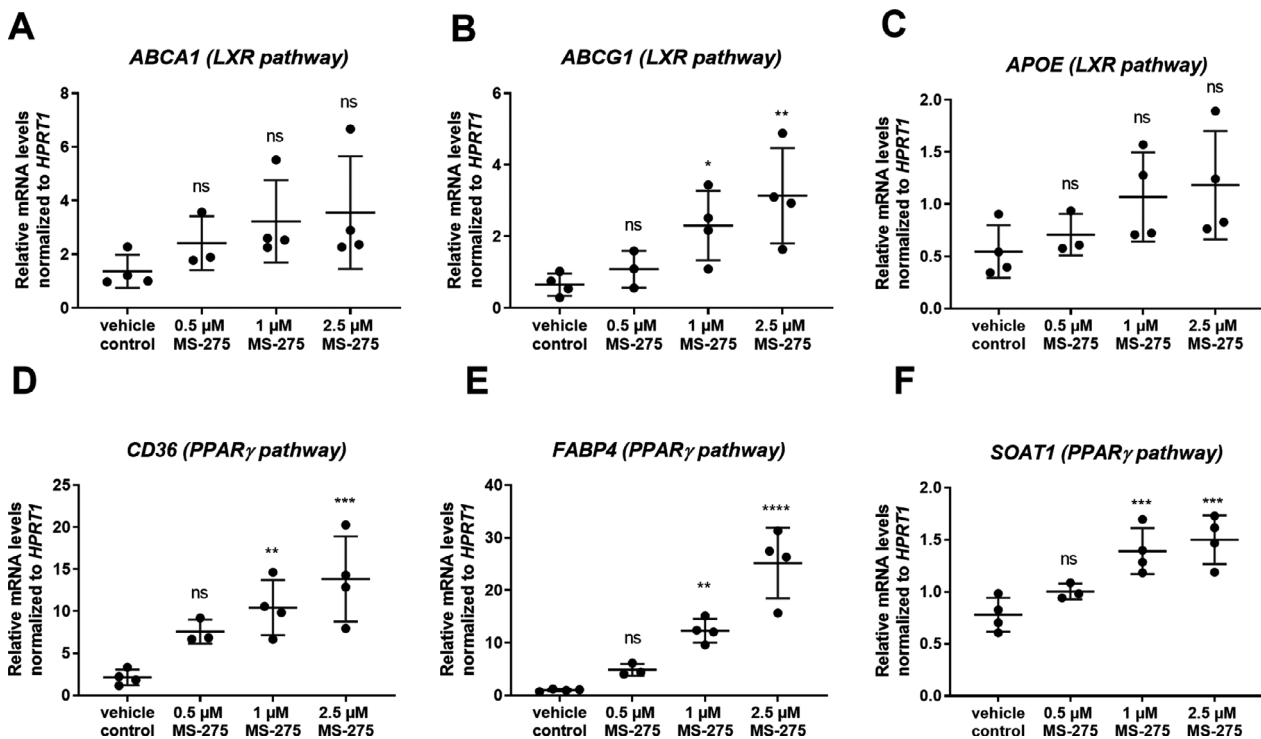 A
ABCA1 (LXR pathway)
Relative mRNA levels
normalized to HPRT1
8
6
4
2
0
ns
ns
ns
vehicle
control
0.5 µM
MS-275
1 µM
MS-275
2.5 µM
MS-275
B
ABCG1 (LXR pathway)
Relative mRNA levels
normalized to HPRT1
6
4
2
0
ns
*
**
vehicle
control
0.5 µM
MS-275
1 µM
MS-275
2.5 µM
MS-275
C
APOE (LXR pathway)
Relative mRNA levels
normalized to HPRT1
2.0
1.5
1.0
0.5
0.0
ns
ns
ns
vehicle
control
0.5 µM
MS-275
1 µM
MS-275
2.5 µM
MS-275
D
CD36 (PPARγ pathway)
Relative mRNA levels
normalized to HPRT1
25
20
15
10
5
0
ns
**
***
vehicle
control
0.5 µM
MS-275
1 µM
MS-275
2.5 µM
MS-275
E
FABP4 (PPARγ pathway)
Relative mRNA levels
normalized to HPRT1
40
30
20
10
0
ns
**
****
vehicle
control
0.5 µM
MS-275
1 µM
MS-275
2.5 µM
MS-275
F
SOAT1 (PPARγ pathway)
Relative mRNA levels
normalized to HPRT1
2.0
1.5
1.0
0.5
0.0
ns
***
***
vehicle
control
0.5 µM
MS-275
1 µM
MS-275
2.5 µM
MS-275